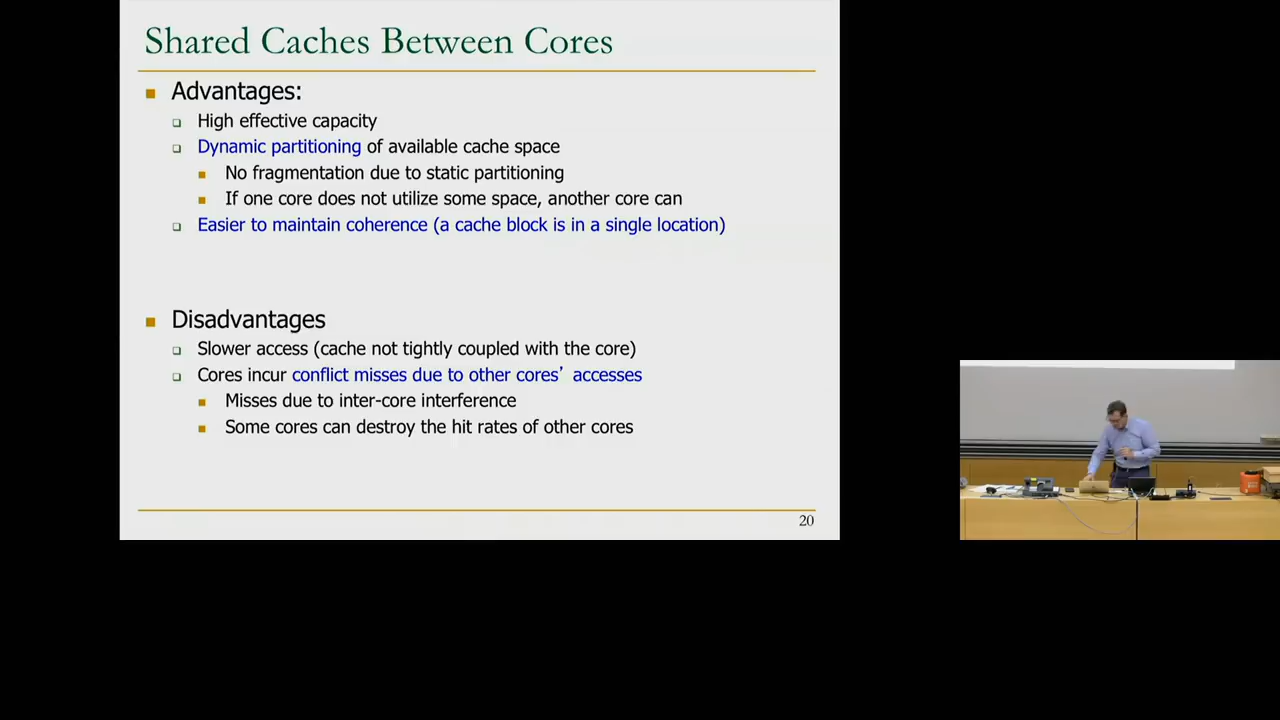 Shared Caches Between Cores
Advantages:
High effective capacity
Dynamic partitioning of available cache space
No fragmentation due to static partitioning
If one core does not utilize some space, another core can
Easier to maintain coherence (a cache block is in a single location)
Disadvantages
Slower access (cache not tightly coupled with the core)
Cores incur conflict misses due to other cores’ accesses
Misses due to inter-core interference
Some cores can destroy the hit rates of other cores
20